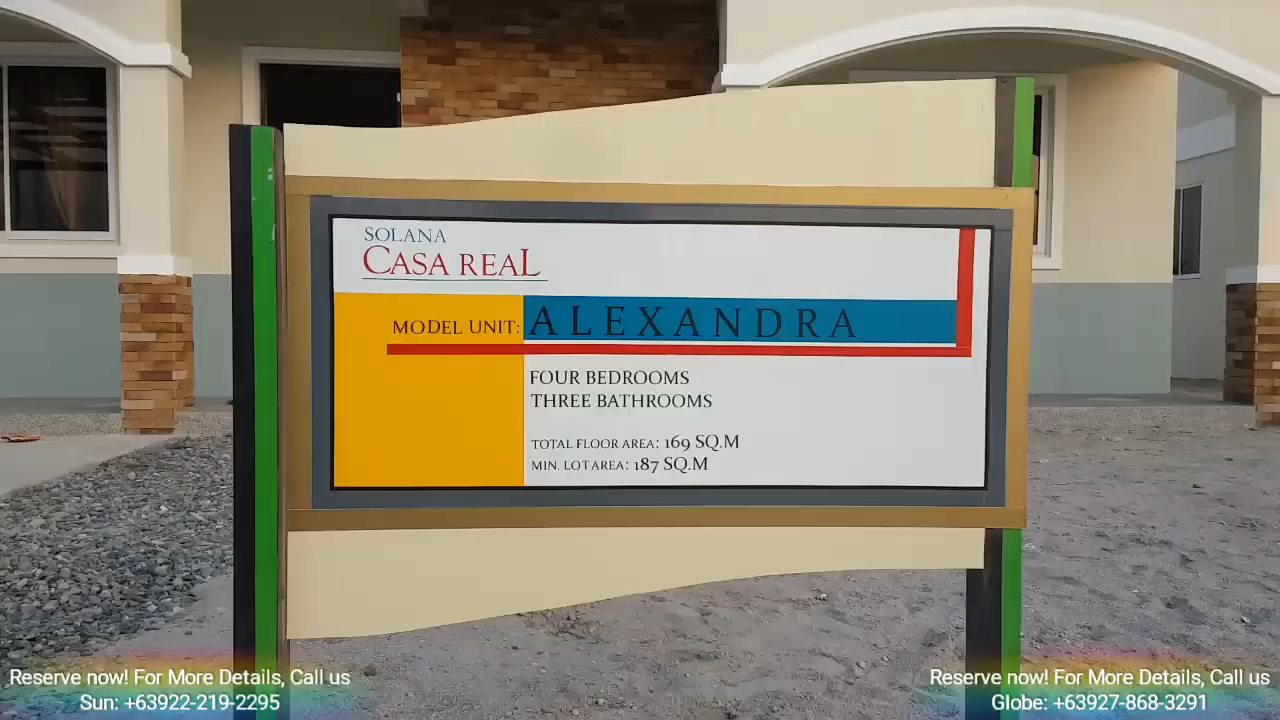 SOLANA
CASA REAL
MODEL UNIT: ALEXANDRA
FOUR BEDROOMS
THREE BATHROOMS
TOTAL FLOOR AREA: 169 SQ.M
MIN. LOT AREA: 187 SQ.M
Reserve now! For More Details, Call us
Sun: +63922-219-2295
Reserve now! For More Details, Call us
Globe: +63927-868-3291